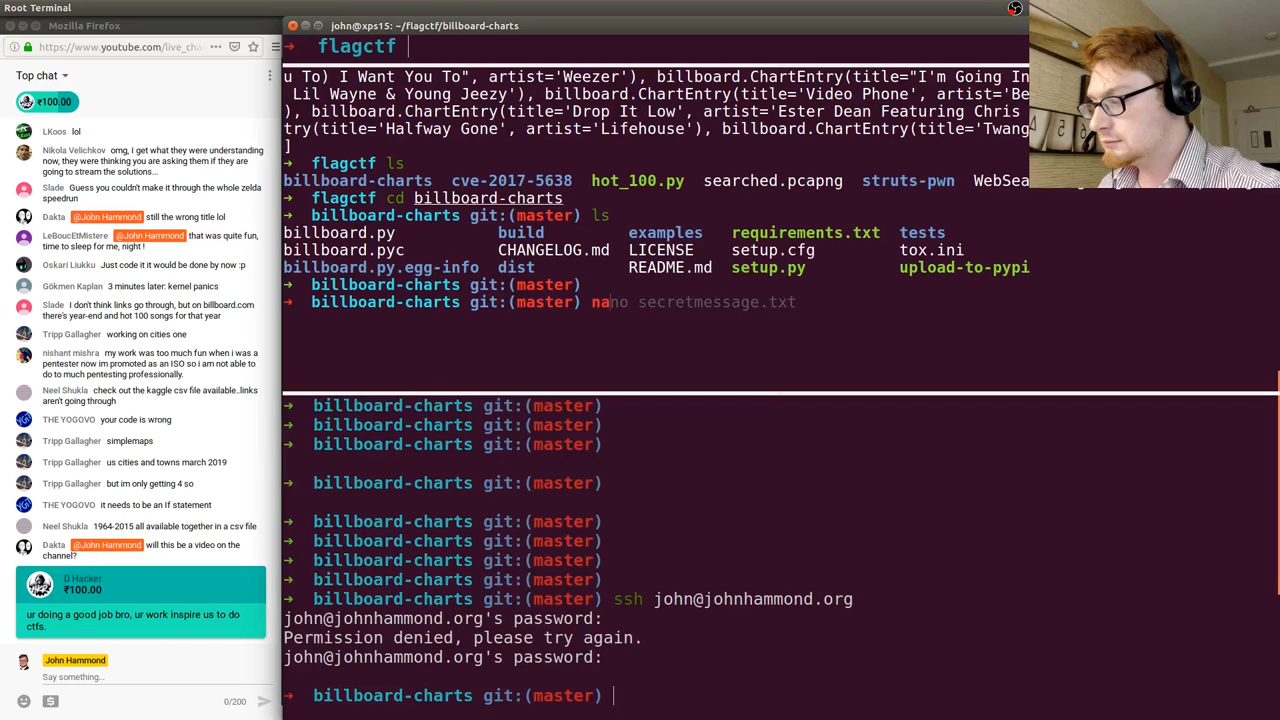 Root Terminal
Mozilla Firefox
https://www.youtube.com/live_cha
Top chat
₹100.00
LKoos lol
Nikola Velichkov omg, I get what they were understanding
now, they were thinking you are asking them if they are
going to stream the solutions...
Slade Guess you couldn't make it through the whole zelda
speedrun
Dakta @John Hammond still the wrong title lol
LeBoucEtMistere @John Hammond that was quite fun,
time to sleep for me, night !
Oskari Liukku Just code it it would be done by now :p
Gökmen Kaplan 3 minutes later: kernel panics
Slade I don't think links go through, but on billboard.com
there's year-end and hot 100 songs for that year
Tripp Gallagher working on cities one
nishant mishra my work was too much fun when i was a
pentester now im promoted as an ISO so i am not able to
do to much pentesting professionally.
Neel Shukla check out the kaggle csv file available..links
aren't going through
THE YOGOVO your code is wrong
Tripp Gallagher simplemaps
Tripp Gallagher us cities and towns march 2019
Tripp Gallagher but im only getting 4 so
THE YOGOVO it needs to be an If statement
Neel Shukla 1964-2015 all available together in a csv file
Dakta @John Hammond will this be a video on the
channel?
D Hacker
₹100.00
ur doing a good job bro, ur work inspire us to do
ctfs.
John Hammond
Say something...
0/200
john@xps15: ~/flagctf/billboard-charts
➜ flagctf
u To) I Want You To", artist='Weezer'), billboard.ChartEntry(title="I'm Going In
Lil Wayne & Young Jeezy'), billboard.ChartEntry(title='Video Phone', artist='Be
), billboard.ChartEntry(title='Drop It Low', artist='Ester Dean Featuring Chris
try(title='Halfway Gone', artist='Lifehouse'), billboard.ChartEntry(title='Twang
]
➜ flagctf ls
billboard-charts cve-2017-5638 hot_100.py searched.pcapng struts-pwn WebSea
➜ flagctf cd billboard-charts
➜ billboard-charts git:(master) ls
billboard.py build examples requirements.txt tests
billboard.pyc CHANGELOG.md LICENSE setup.cfg tox.ini
billboard.py.egg-info dist README.md setup.py upload-to-pypi
➜ billboard-charts git:(master)
➜ billboard-charts git:(master) nano secretmessage.txt
➜ billboard-charts git:(master)
➜ billboard-charts git:(master)
➜ billboard-charts git:(master)
➜ billboard-charts git:(master)
➜ billboard-charts git:(master)
➜ billboard-charts git:(master)
➜ billboard-charts git:(master)
➜ billboard-charts git:(master)
➜ billboard-charts git:(master) ssh john@johnhammond.org
john@johnhammond.org's password:
Permission denied, please try again.
john@johnhammond.org's password:
➜ billboard-charts git:(master)